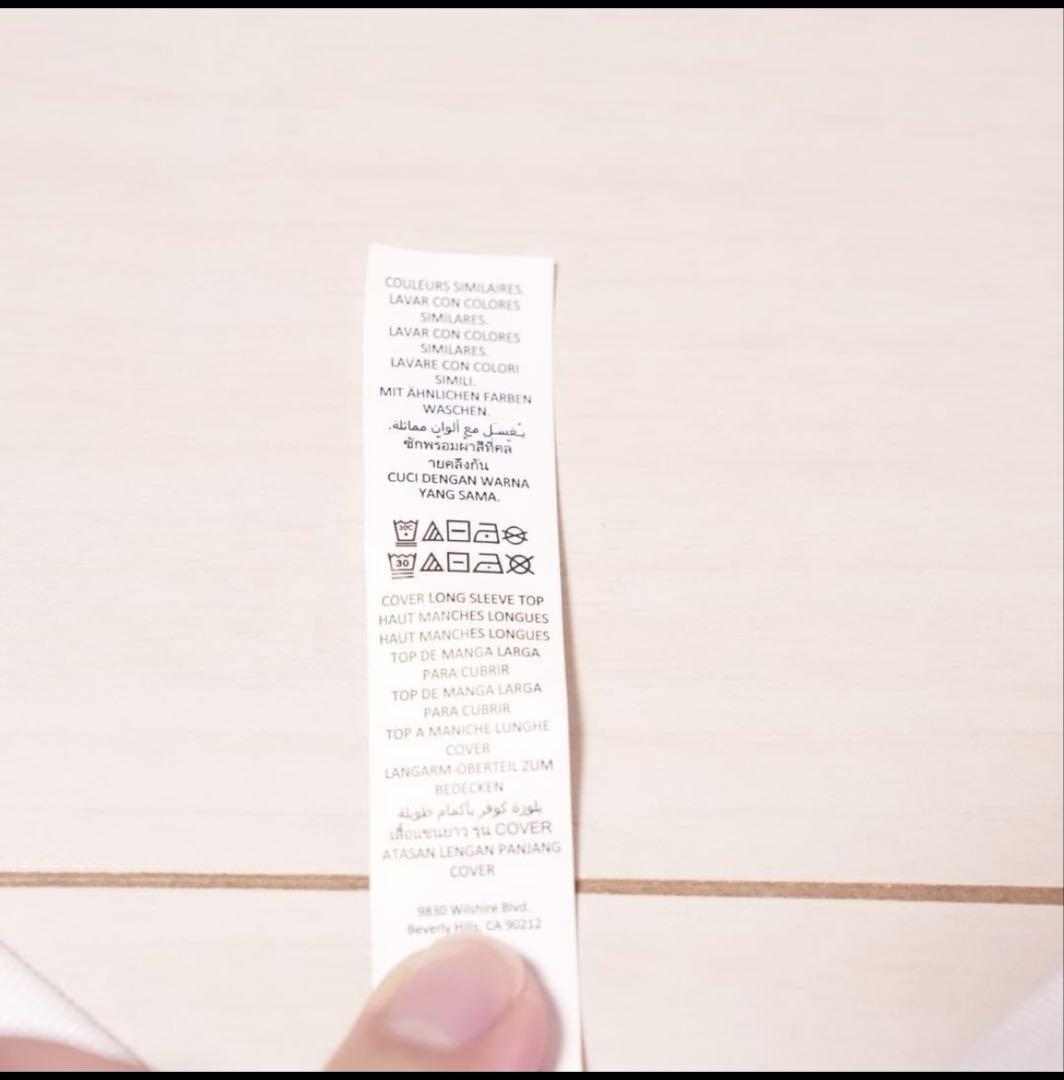 COULEURS SIMILAIRES.
LAVAR CON COLORES
SIMILARES.
LAVAR CON COLORES
SIMILARES.
LAVARE CON COLORI
SIMILI.
MIT ÄHNLICHEN FARBEN
WASCHEN.
يُغسل مع ألوان مماثلة.
ซักพร้อมผ้าสีที่คล้
ายคลึงกัน
CUCI DENGAN WARNA
YANG SAMA.
30C
30
COVER LONG SLEEVE TOP
HAUT MANCHES LONGUES
HAUT MANCHES LONGUES
TOP DE MANGA LARGA
PARA CUBRIR
TOP DE MANGA LARGA
PARA CUBRIR
TOP A MANICHE LUNGHE
COVER
LANGARM-OBERTEIL ZUM
BEDECKEN
بلوزة كوفر بأكمام طويلة
เสื้อแขนยาว รุ่น COVER
ATASAN LENGAN PANJANG
COVER
9830 Wilshire Blvd.
Beverly Hills, CA 90212